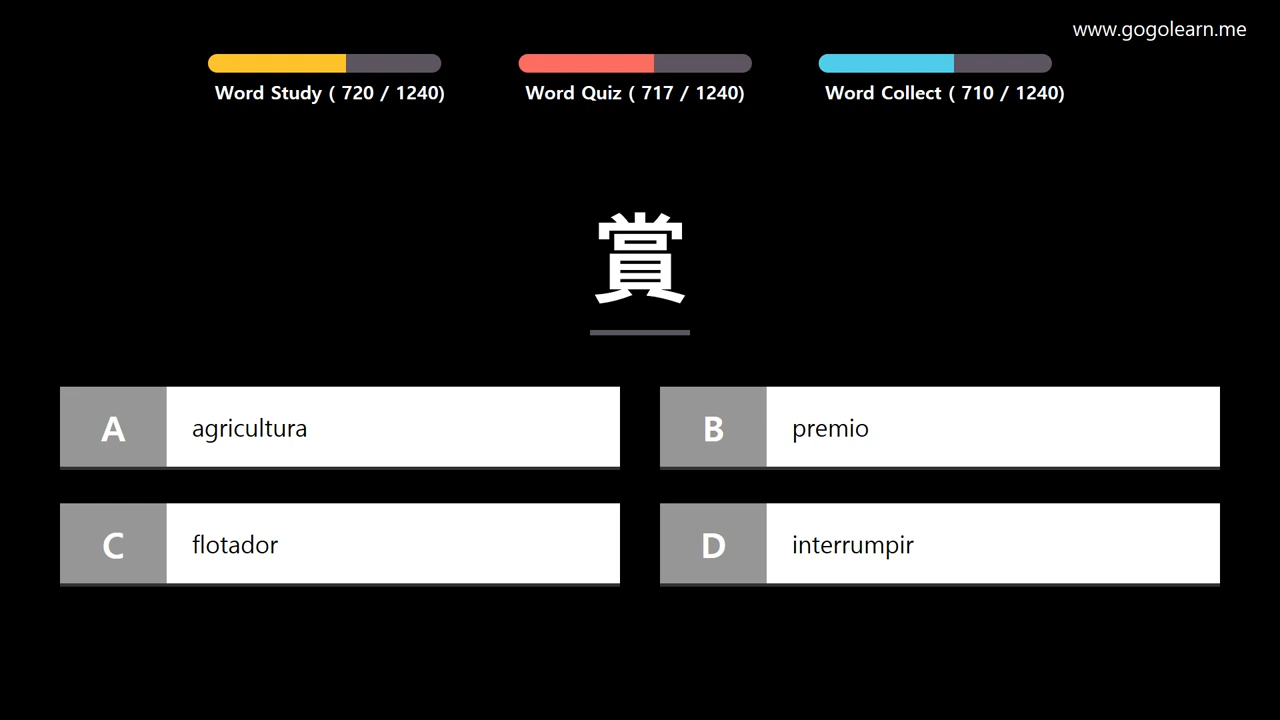 www.gogolearn.me
Word Study ( 720 / 1240)
Word Quiz ( 717 / 1240)
Word Collect ( 710 / 1240)
賞
A agricultura
B premio
C flotador
D interrumpir